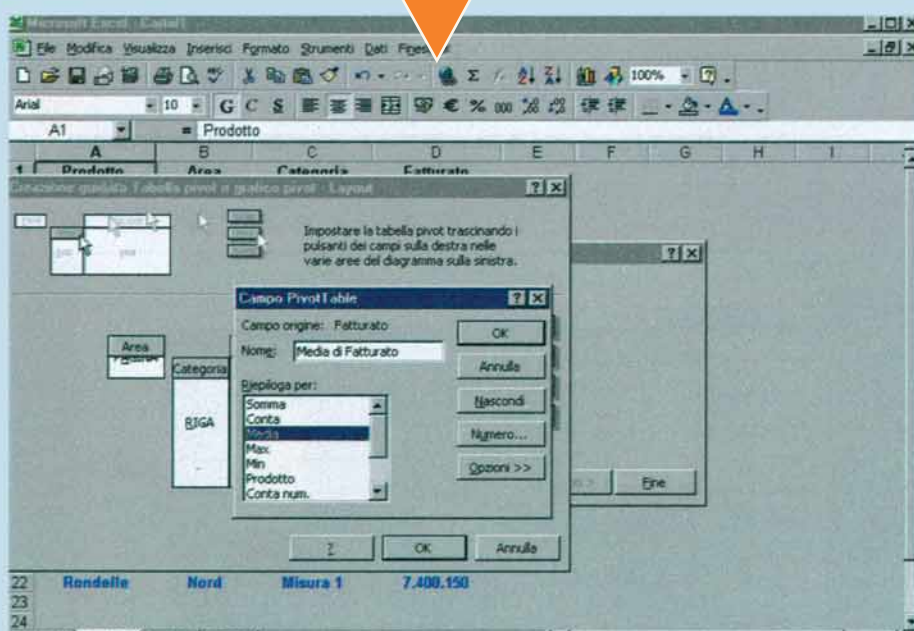 Microsoft Excel - Cartel1
File Modifica Visualizza Inserisci Formato Strumenti Dati
100%
Arial 10 G C S € % 000
A1 = Prodotto
A B C D E F G H I
1 Prodotto Area Categoria Fatturato
Creazione guidata Tabella pivot e grafico pivot - Layout
Impostare la tabella pivot trascinando i
pulsanti dei campi sulla destra nelle
varie aree del diagramma sulla sinistra.
Campo PivotTable
Campo origine: Fatturato
Nome: Media di Fatturato
Riepiloga per:
Somma
Conta
Media
Max
Min
Prodotto
Conta num.
OK
Annulla
Nascondi
Numero...
Opzioni >>
Area
Categoria
RIGA
Fine
OK Annulla
22 Rondelle Nord Misura 1 7.400.150
23
24